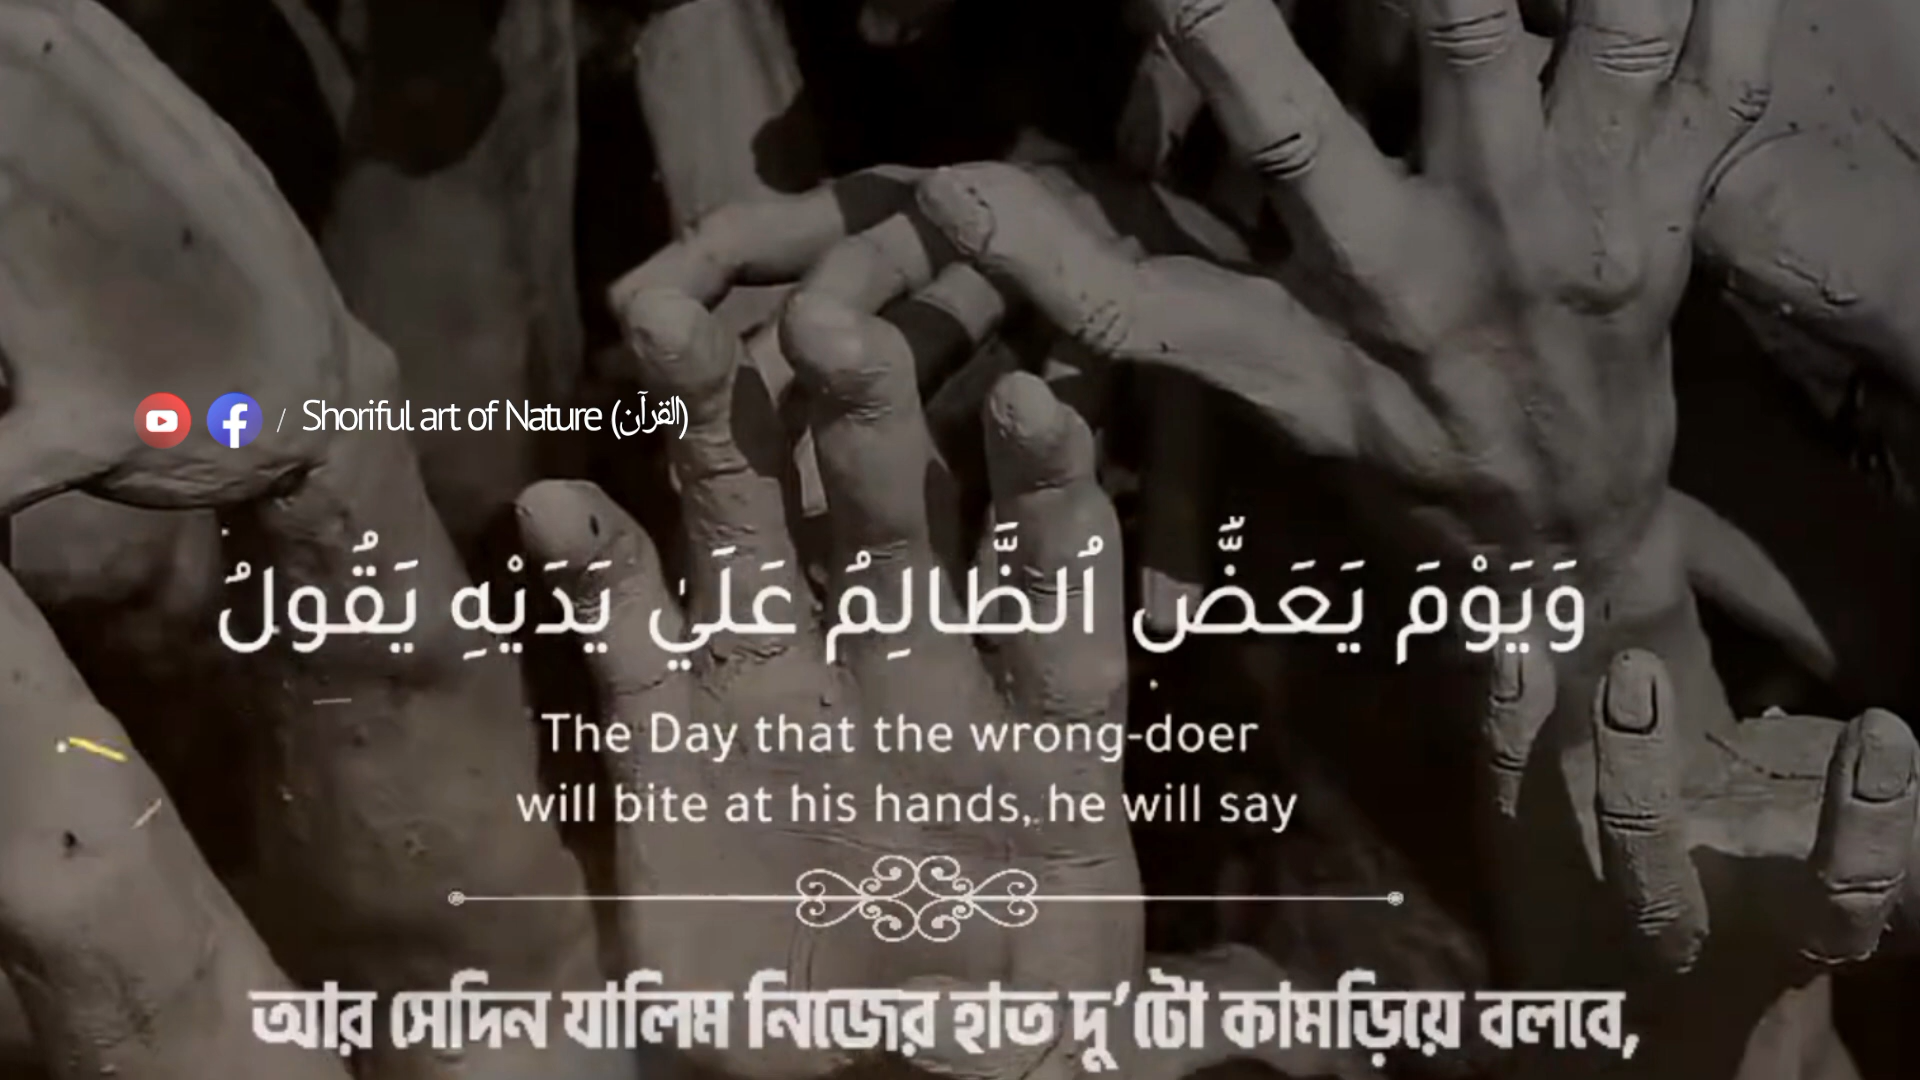 / Shoriful art of Nature (القرآن)
وَيَوْمَ يَعَضُّ اُلظَّالِمُ عَلَيٰ يَدَيْهِ يَقُولُ
The Day that the wrong-doer
will bite at his hands, he will say
আর সেদিন যালিম নিজের হাত দু’টো কামড়িয়ে বলবে,